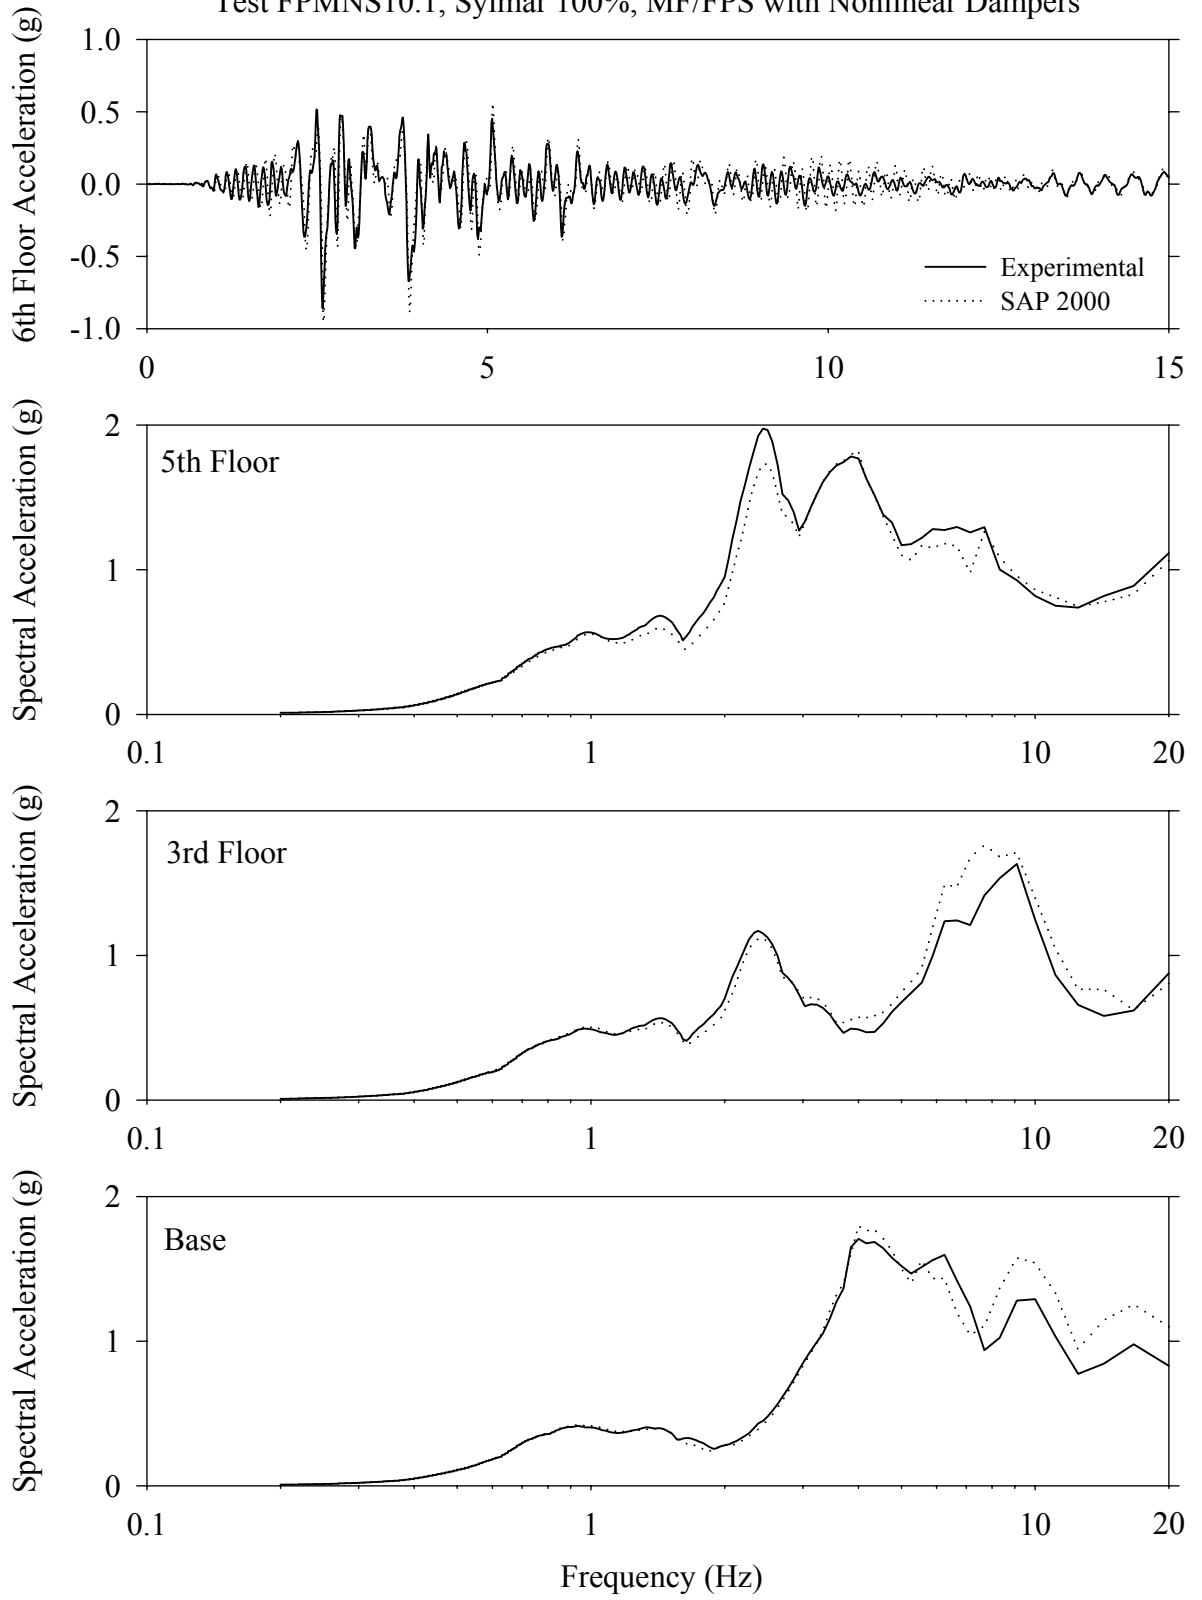 Test FPMNS10.1, Sylmar 100%, MF/FPS with Nonlinear Dampers
6th Floor Acceleration (g)
1.0
0.5
0.0
-0.5
-1.0
Experimental
SAP 2000
0 5 10 15
Spectral Acceleration (g)
2
1
0
5th Floor
0.1 1 10 20
Spectral Acceleration (g)
2
1
0
3rd Floor
0.1 1 10 20
Spectral Acceleration (g)
2
1
0
Base
0.1 1 10 20
Frequency (Hz)